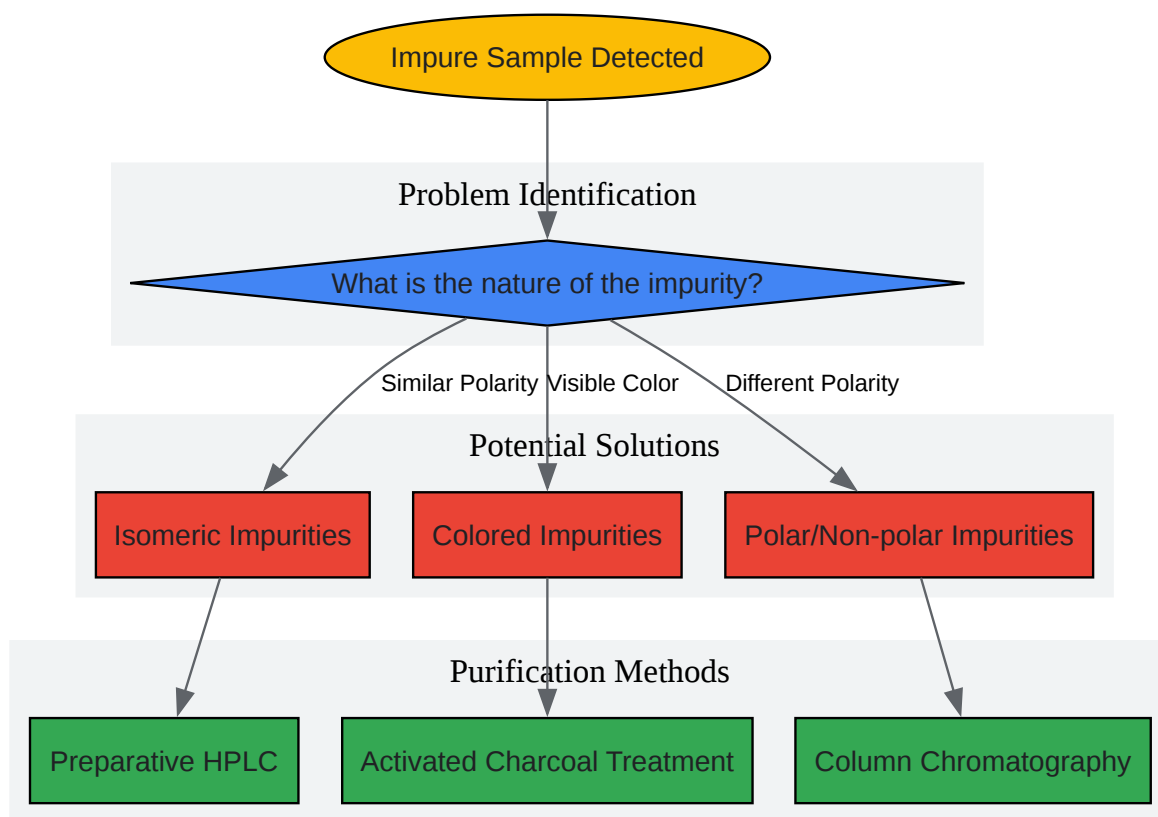 Impure Sample Detected
Problem Identification
What is the nature of the impurity?
Similar Polarity
Visible Color
Different Polarity
Potential Solutions
Isomeric Impurities
Colored Impurities
Polar/Non-polar Impurities
Purification Methods
Preparative HPLC
Activated Charcoal Treatment
Column Chromatography